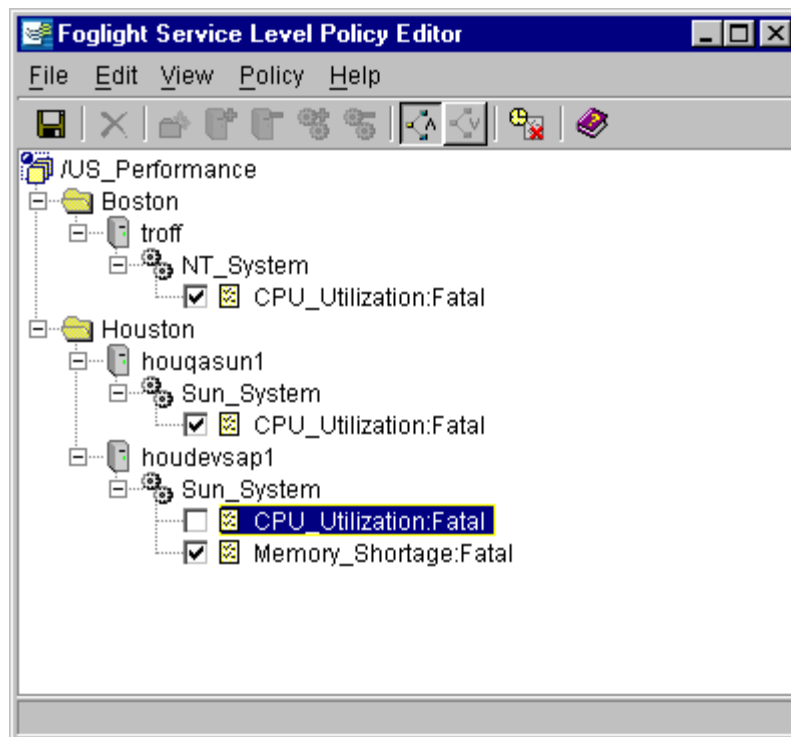 Foglight Service Level Policy Editor
File Edit View Policy Help
/US_Performance
Boston
troff
NT_System
CPU_Utilization:Fatal
Houston
houqasun1
Sun_System
CPU_Utilization:Fatal
houdevsap1
Sun_System
CPU_Utilization:Fatal
Memory_Shortage:Fatal